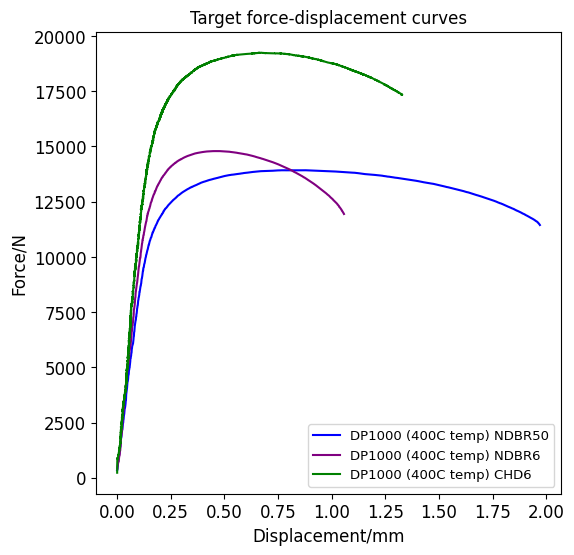 Target force-displacement curves
20000
17500
15000
12500
10000
7500
5000
2500
0
Force/N
DP1000 (400C temp) NDBR50
DP1000 (400C temp) NDBR6
DP1000 (400C temp) CHD6
0.00 0.25 0.50 0.75 1.00 1.25 1.50 1.75 2.00
Displacement/mm